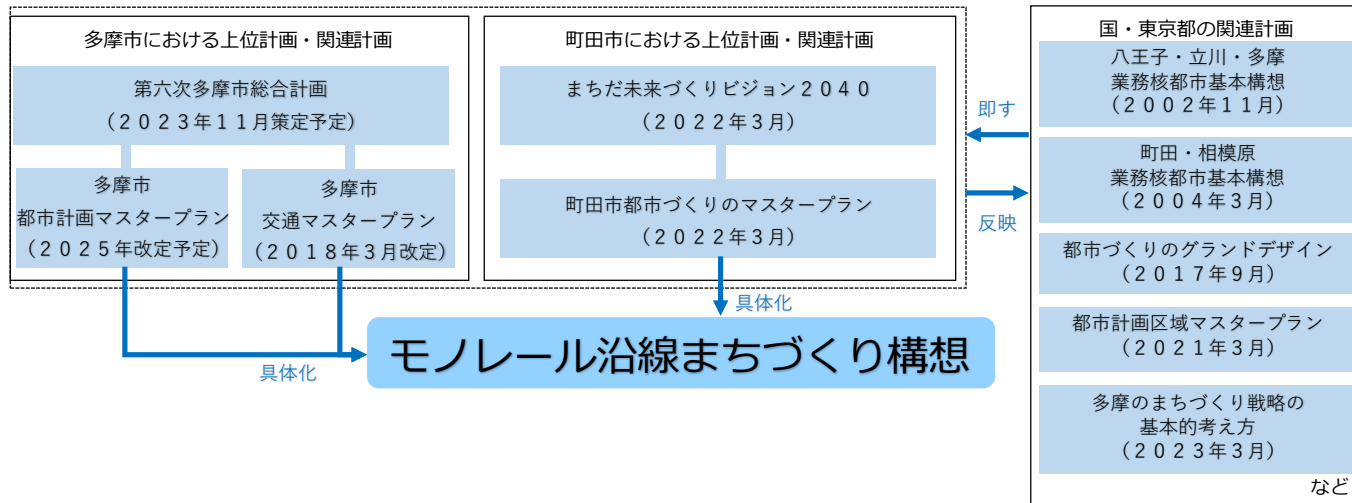 多摩市における上位計画・関連計画
第六次多摩市総合計画
（２０２３年１１月策定予定）
多摩市
都市計画マスタープラン
（２０２５年改定予定）
多摩市
交通マスタープラン
（２０１８年３月改定）
町田市における上位計画・関連計画
まちだ未来づくりビジョン２０４０
（２０２２年３月）
町田市都市づくりのマスタープラン
（２０２２年３月）
具体化
具体化
モノレール沿線まちづくり構想
即す
反映
国・東京都の関連計画
八王子・立川・多摩
業務核都市基本構想
（２００２年１１月）
町田・相模原
業務核都市基本構想
（２００４年３月）
都市づくりのグランドデザイン
（２０１７年９月）
都市計画区域マスタープラン
（２０２１年３月）
多摩のまちづくり戦略の
基本的考え方
（２０２３年３月）
など